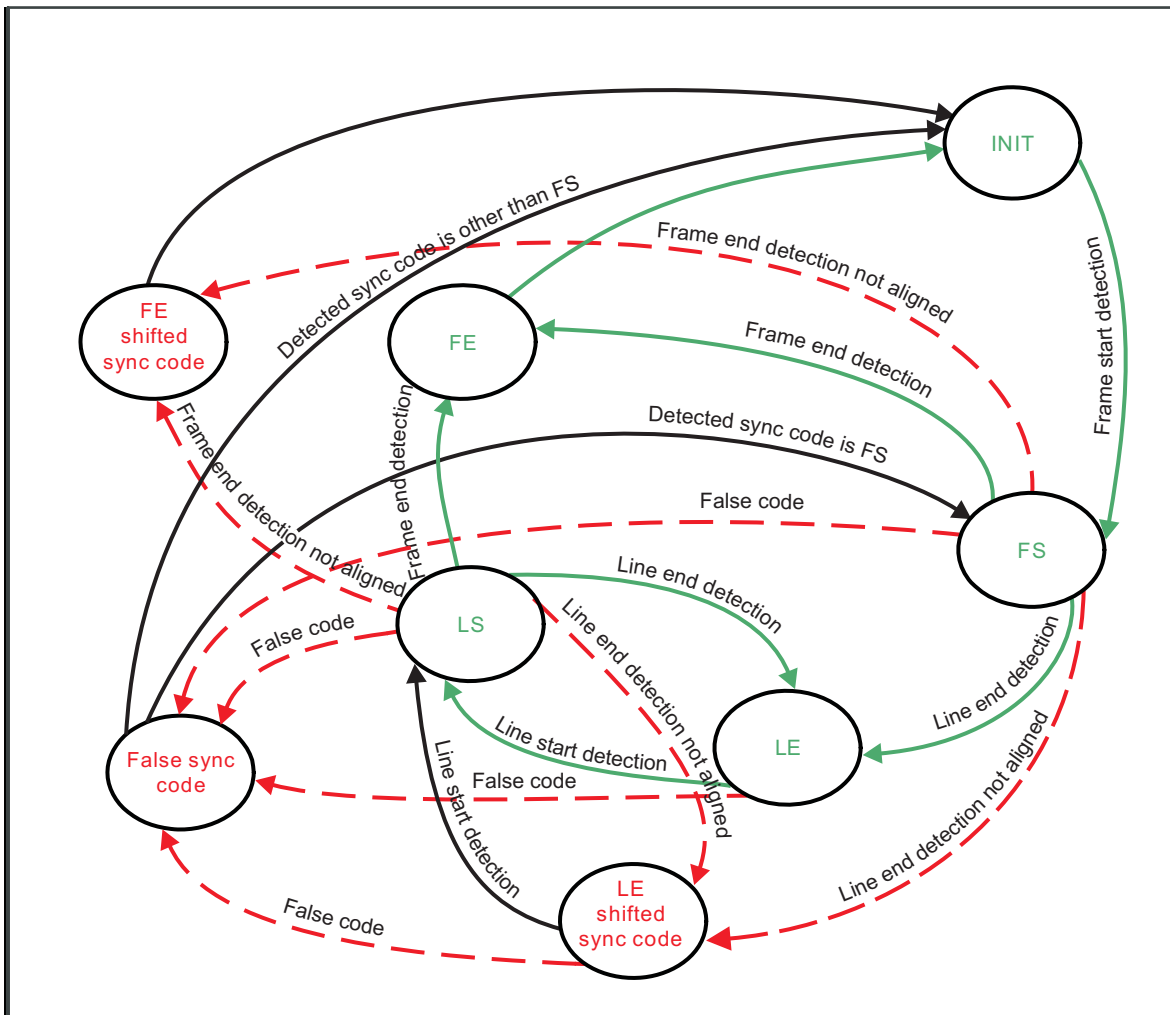 INIT
Detected sync code is other than FS
Frame end detection not aligned
Frame start detection
FE
shifted
sync code
FE
Frame end detection
Frame end detection not aligned
Frame end detection
Detected sync code is FS
False code
FS
LS
Line end detection
Line end detection not aligned
False code
Line end detection
Line start detection
LE
False sync
code
False code
Line start detection
Line end detection not aligned
LE
shifted
sync code
False code